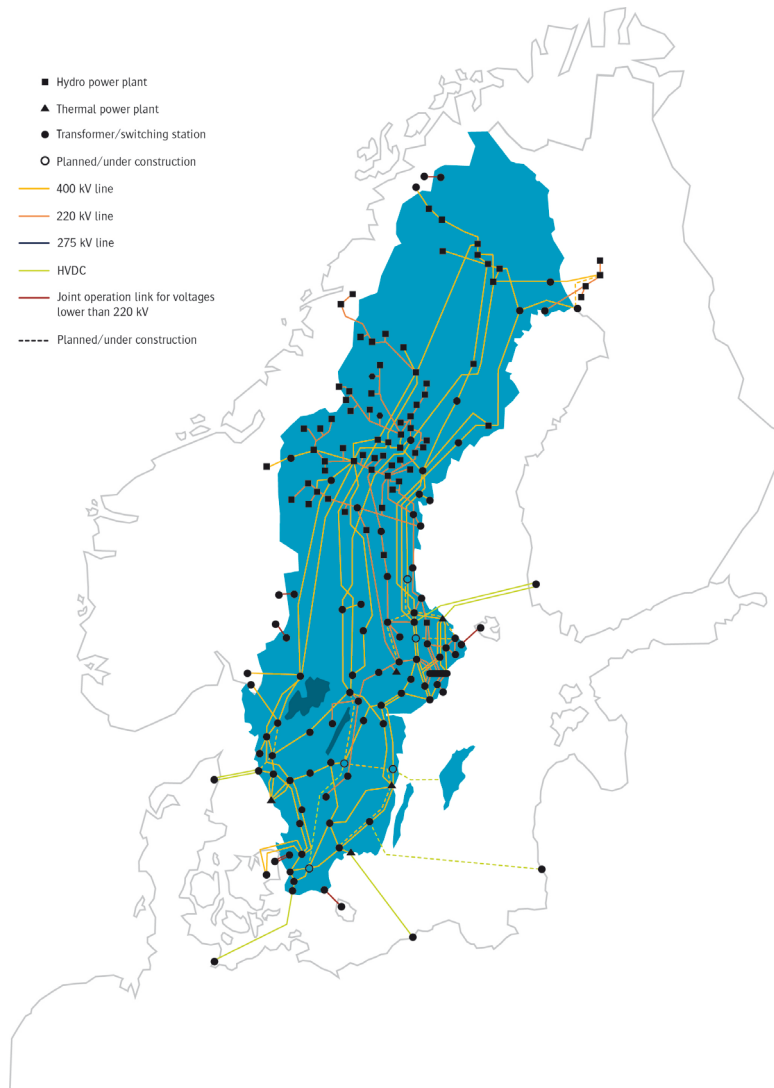 Hydro power plant
Thermal power plant
Transformer/switching station
Planned/under construction
400 kV line
220 kV line
275 kV line
HVDC
Joint operation link for voltages
lower than 220 kV
Planned/under construction